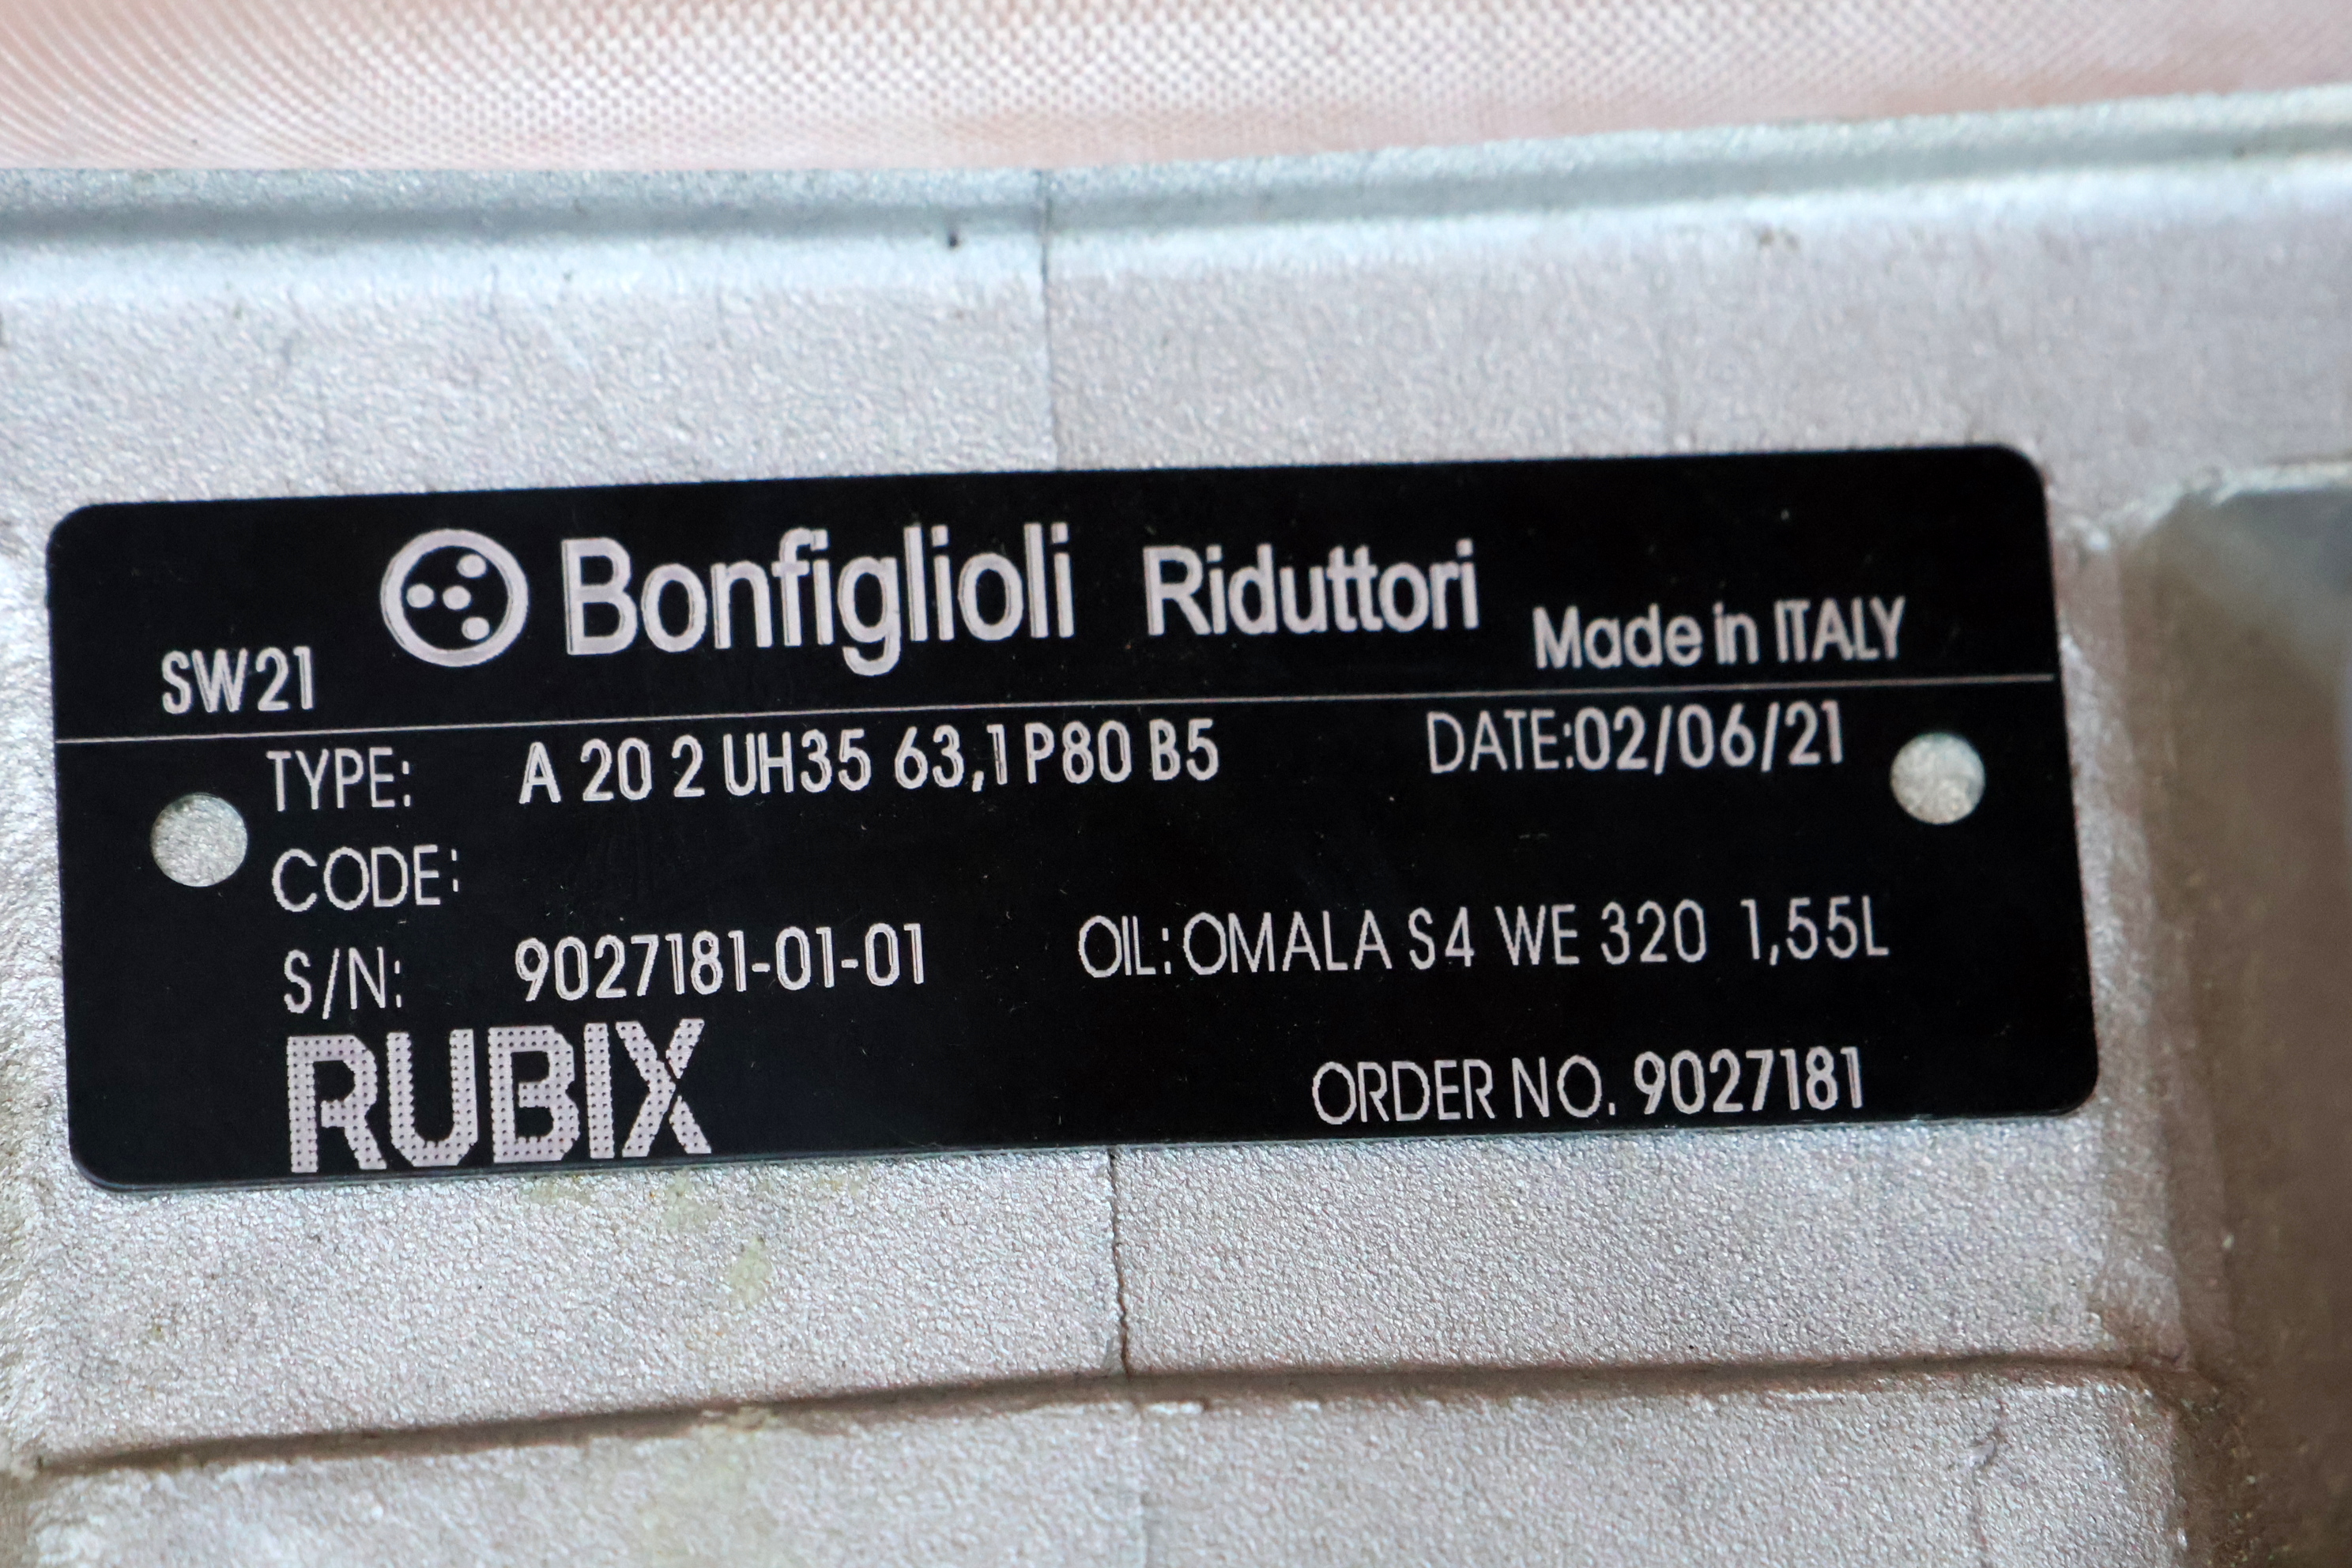 Bonfiglioli Riduttori
SW21 Made in ITALY
TYPE: A 20 2 UH35 63,1 P80 B5 DATE:02/06/21
CODE:
S/N: 9027181-01-01 OIL:OMALA S4 WE 320 1,55L
RUBIX ORDER NO. 9027181